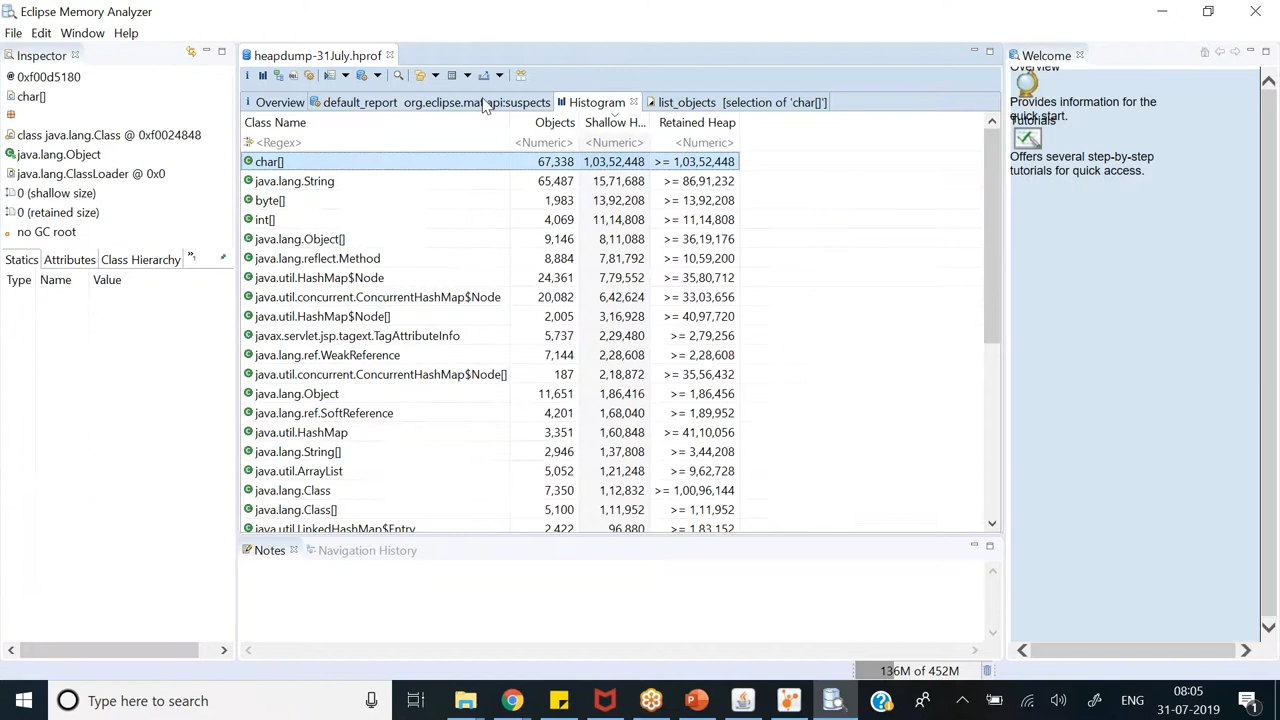 Eclipse Memory Analyzer
File Edit Window Help
Inspector
0xf00d5180
char[]
class java.lang.Class @ 0xf0024848
java.lang.Object
java.lang.ClassLoader @ 0x0
0 (shallow size)
0 (retained size)
no GC root
Statics Attributes Class Hierarchy »1
Type Name Value
heapdump-31July.hprof
Overview default_report org.eclipse.mat.api:suspects Histogram list_objects [selection of 'char[]']
Class Name Objects Shallow H... Retained Heap
<Regex> <Numeric> <Numeric> <Numeric>
char[] 67,338 1,03,52,448 >= 1,03,52,448
java.lang.String 65,487 15,71,688 >= 86,91,232
byte[] 1,983 13,92,208 >= 13,92,208
int[] 4,069 11,14,808 >= 11,14,808
java.lang.Object[] 9,146 8,11,088 >= 36,19,176
java.lang.reflect.Method 8,884 7,81,792 >= 10,59,200
java.util.HashMap$Node 24,361 7,79,552 >= 35,80,712
java.util.concurrent.ConcurrentHashMap$Node 20,082 6,42,624 >= 33,03,656
java.util.HashMap$Node[] 2,005 3,16,928 >= 40,97,720
javax.servlet.jsp.tagext.TagAttributeInfo 5,737 2,29,480 >= 2,79,256
java.lang.ref.WeakReference 7,144 2,28,608 >= 2,28,608
java.util.concurrent.ConcurrentHashMap$Node[] 187 2,18,872 >= 35,56,432
java.lang.Object 11,651 1,86,416 >= 1,86,456
java.lang.ref.SoftReference 4,201 1,68,040 >= 1,89,952
java.util.HashMap 3,351 1,60,848 >= 41,10,056
java.lang.String[] 2,946 1,37,808 >= 3,44,208
java.util.ArrayList 5,052 1,21,248 >= 9,62,728
java.lang.Class 7,350 1,12,832 >= 1,00,96,144
java.lang.Class[] 5,100 1,11,952 >= 1,11,952
java.util.LinkedHashMap$Entry 2,422 96,880 >= 1,83,152
Notes Navigation History
136M of 452M
Welcome
Overview
Provides information for the
quick start.
Tutorials
Offers several step-by-step
tutorials for quick access.
Type here to search
ENG
08:05
31-07-2019
1